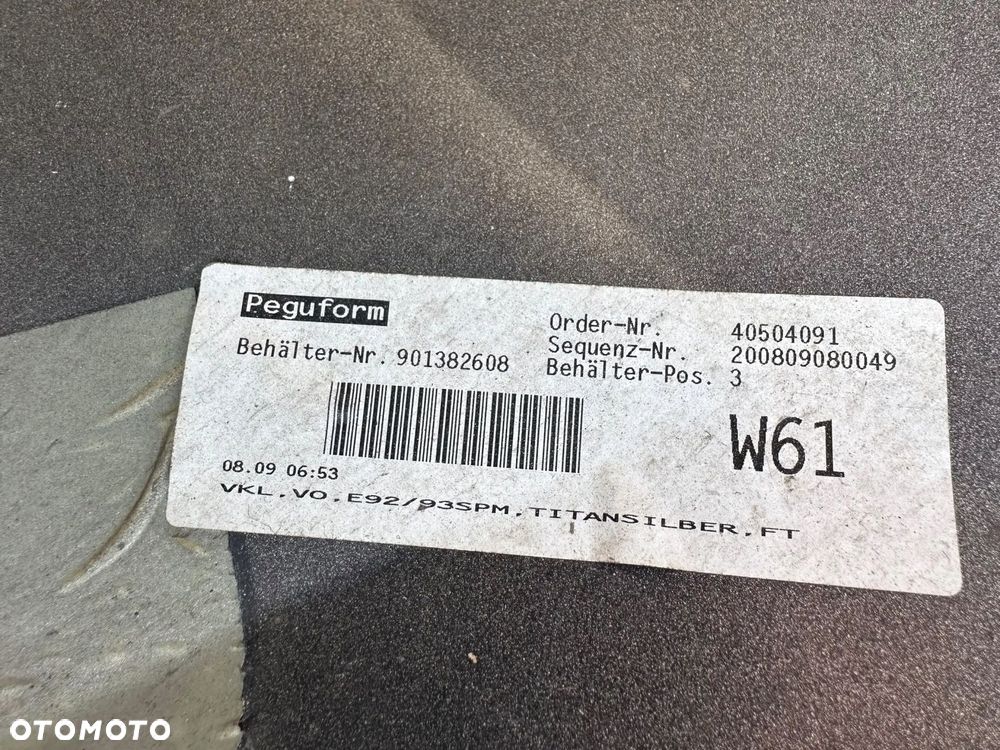 Peguform
Order-Nr. 40504091
Behälter-Nr. 901382608
Sequenz-Nr. 200809080049
Behälter-Pos. 3
W61
08.09 06:53
VKL.VO.E92/93SPM.TITANSILBER.FT
OTOMOTO